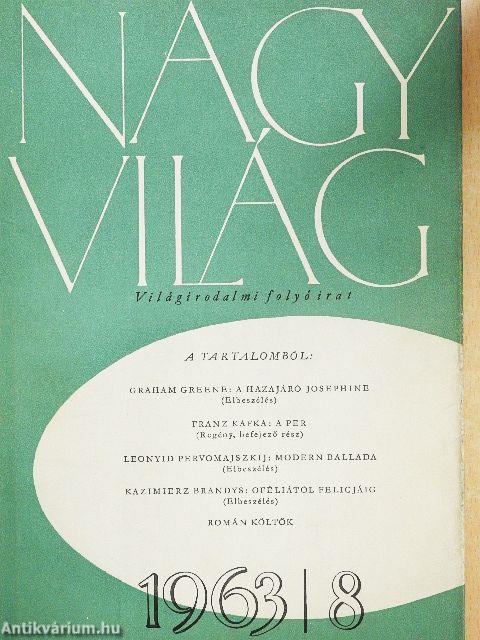 NAGY
VILÁG
Világirodalmi folyóirat
A TARTALOMBÓL:
GRAHAM GREENE: A HAZAJÁRÓ JOSEPHINE
(Elbeszélés)
FRANZ KAFKA: A PER
(Regény, befejező rész)
LEONYID PERVOMAJSZKIJ: MODERN BALLADA
(Elbeszélés)
KAZIMIERZ BRANDYS: OFÉLIÁTÓL FELICJÁIG
(Elbeszélés)
ROMÁN KÖLTŐK
1963/8
Antikvárium.hu